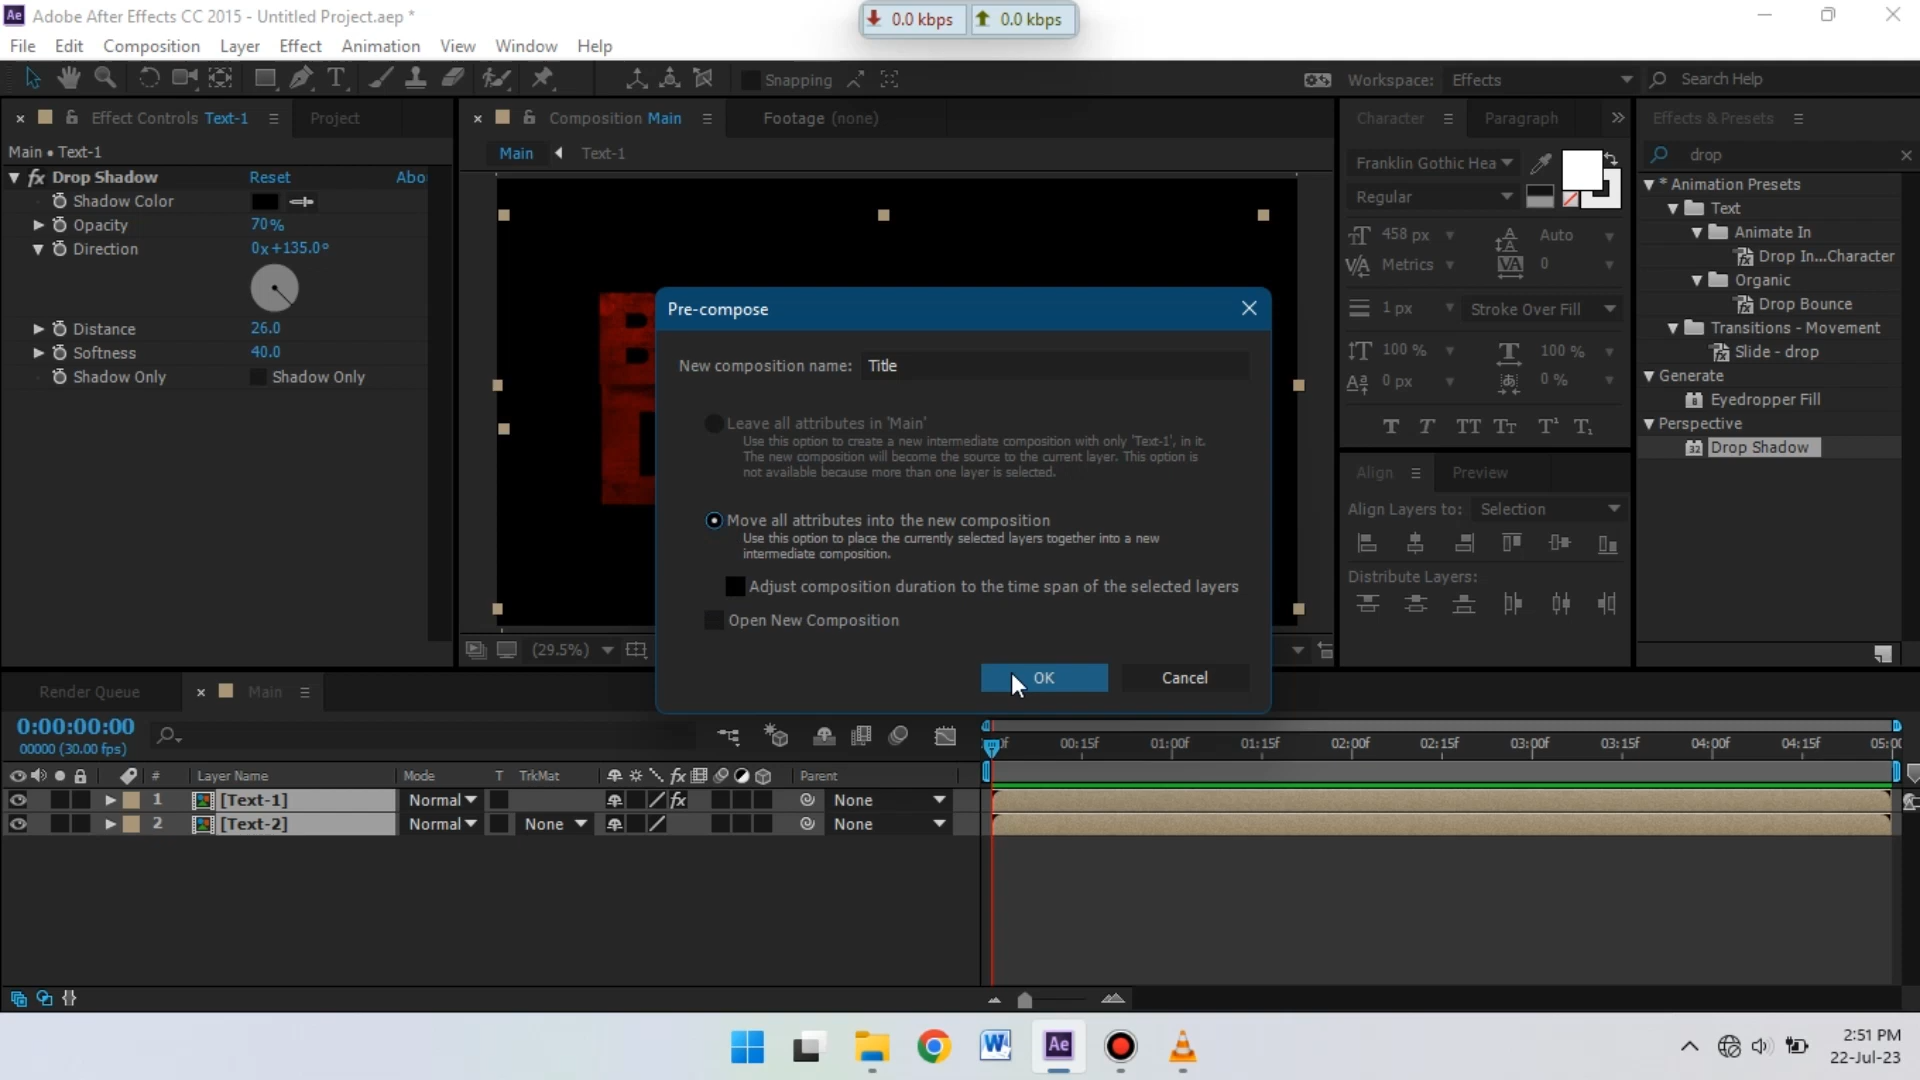 Adobe After Effects CC 2015 - Untitled Project.aep *
0.0 kbps
0.0 kbps
File Edit Composition Layer Effect Animation View Window Help
Snapping
Workspace: Effects
Search Help
Effect Controls Text-1
Project
Main • Text-1
fx Drop Shadow Reset Abo
Shadow Color
Opacity 70%
Direction 0x+135.0°
Distance 26.0
Softness 40.0
Shadow Only Shadow Only
Composition Main
Footage (none)
Main Text-1
(29.5%)
Pre-compose
New composition name: Title
Leave all attributes in 'Main'
Use this option to create a new intermediate composition with only 'Text-1', in it.
The new composition will become the source to the current layer. This option is
not available because more than one layer is selected.
Move all attributes into the new composition
Use this option to place the currently selected layers together into a new
intermediate composition.
Adjust composition duration to the time span of the selected layers
Open New Composition
OK Cancel
Character Paragraph
Franklin Gothic Hea
Regular
458 px Auto
Metrics 0
1 px Stroke Over Fill
100 % 100 %
0 px 0 %
Align Preview
Align Layers to: Selection
Distribute Layers:
Effects & Presets
drop
* Animation Presets
Text
Animate In
Drop In...Character
Organic
Drop Bounce
Transitions - Movement
Slide - drop
Generate
Eyedropper Fill
Perspective
Drop Shadow
Render Queue Main
0:00:00:00
00000 (30.00 fps)
00:15f 01:00f 01:15f 02:00f 02:15f 03:00f 03:15f 04:00f 04:15f 05:0
# Layer Name Mode T TrkMat Parent
1 [Text-1] Normal None
2 [Text-2] Normal None None
2:51 PM
22-Jul-23